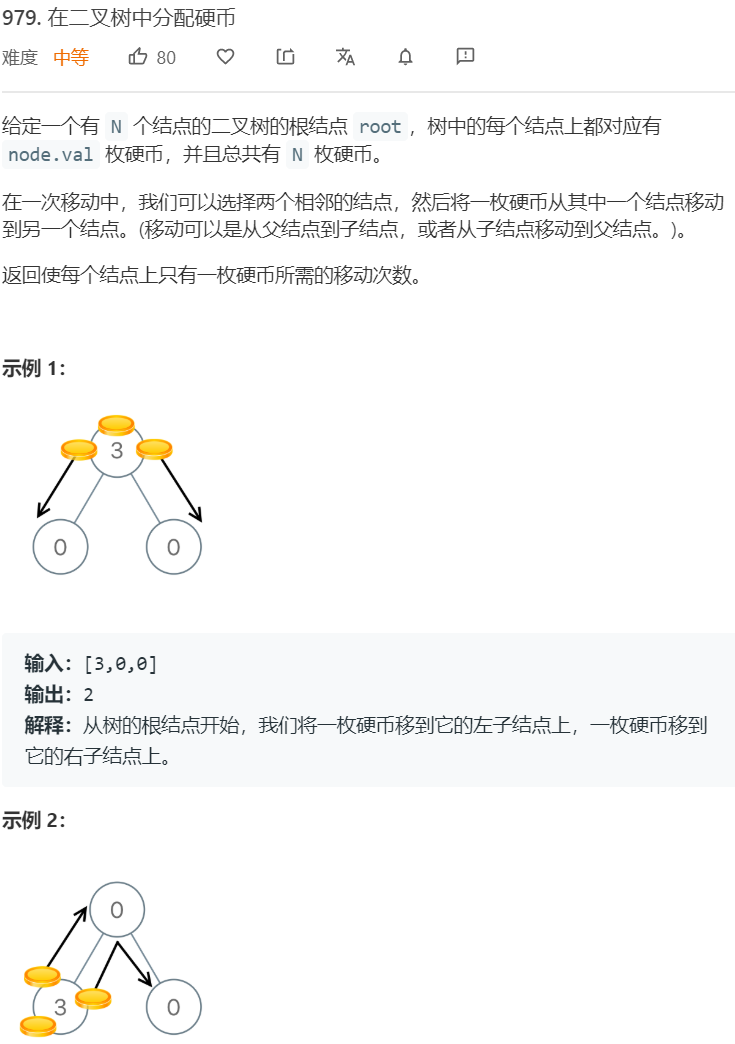 979. 在二叉树中分配硬币
难度 中等 80
给定一个有 N 个结点的二叉树的根结点 root，树中的每个结点上都对应有
node.val 枚硬币，并且总共有 N 枚硬币。
在一次移动中，我们可以选择两个相邻的结点，然后将一枚硬币从其中一个结点移动
到另一个结点。(移动可以是从父结点到子结点，或者从子结点移动到父结点。)。
返回使每个结点上只有一枚硬币所需的移动次数。
示例 1：
3
0 0
输入：[3,0,0]
输出：2
解释：从树的根结点开始，我们将一枚硬币移到它的左子结点上，一枚硬币移到
它的右子结点上。
示例 2：
0
3 0